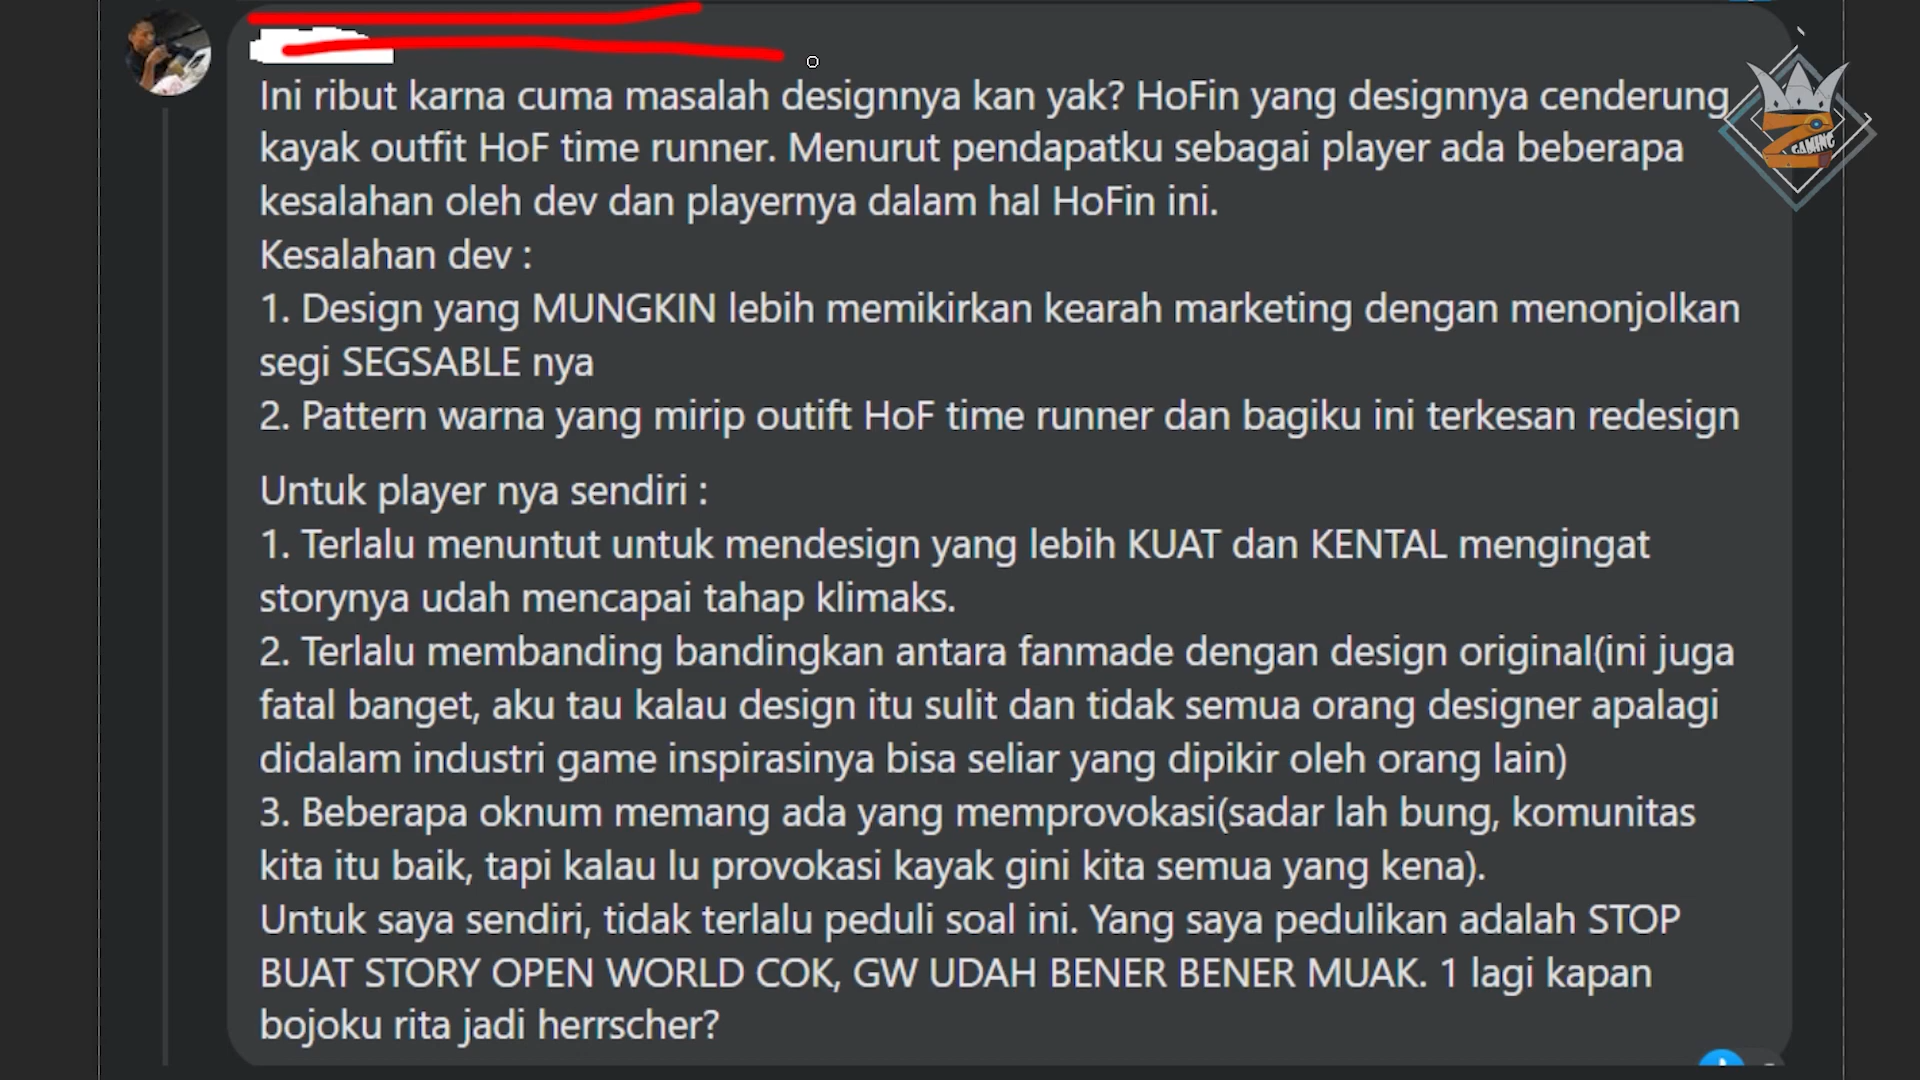 Ini ribut karna cuma masalah designnya kan yak? HoFin yang designnya cenderung
kayak outfit HoF time runner. Menurut pendapatku sebagai player ada beberapa
kesalahan oleh dev dan playernya dalam hal HoFin ini.
Kesalahan dev :
1. Design yang MUNGKIN lebih memikirkan kearah marketing dengan menonjolkan
segi SEGSABLE nya
2. Pattern warna yang mirip outift HoF time runner dan bagiku ini terkesan redesign
Untuk player nya sendiri :
1. Terlalu menuntut untuk mendesign yang lebih KUAT dan KENTAL mengingat
storynya udah mencapai tahap klimaks.
2. Terlalu membanding bandingkan antara fanmade dengan design original(ini juga
fatal banget, aku tau kalau design itu sulit dan tidak semua orang designer apalagi
didalam industri game inspirasinya bisa seliar yang dipikir oleh orang lain)
3. Beberapa oknum memang ada yang memprovokasi(sadar lah bung, komunitas
kita itu baik, tapi kalau lu provokasi kayak gini kita semua yang kena).
Untuk saya sendiri, tidak terlalu peduli soal ini. Yang saya pedulikan adalah STOP
BUAT STORY OPEN WORLD COK, GW UDAH BENER BENER MUAK. 1 lagi kapan
bojoku rita jadi herrscher?
GAMING